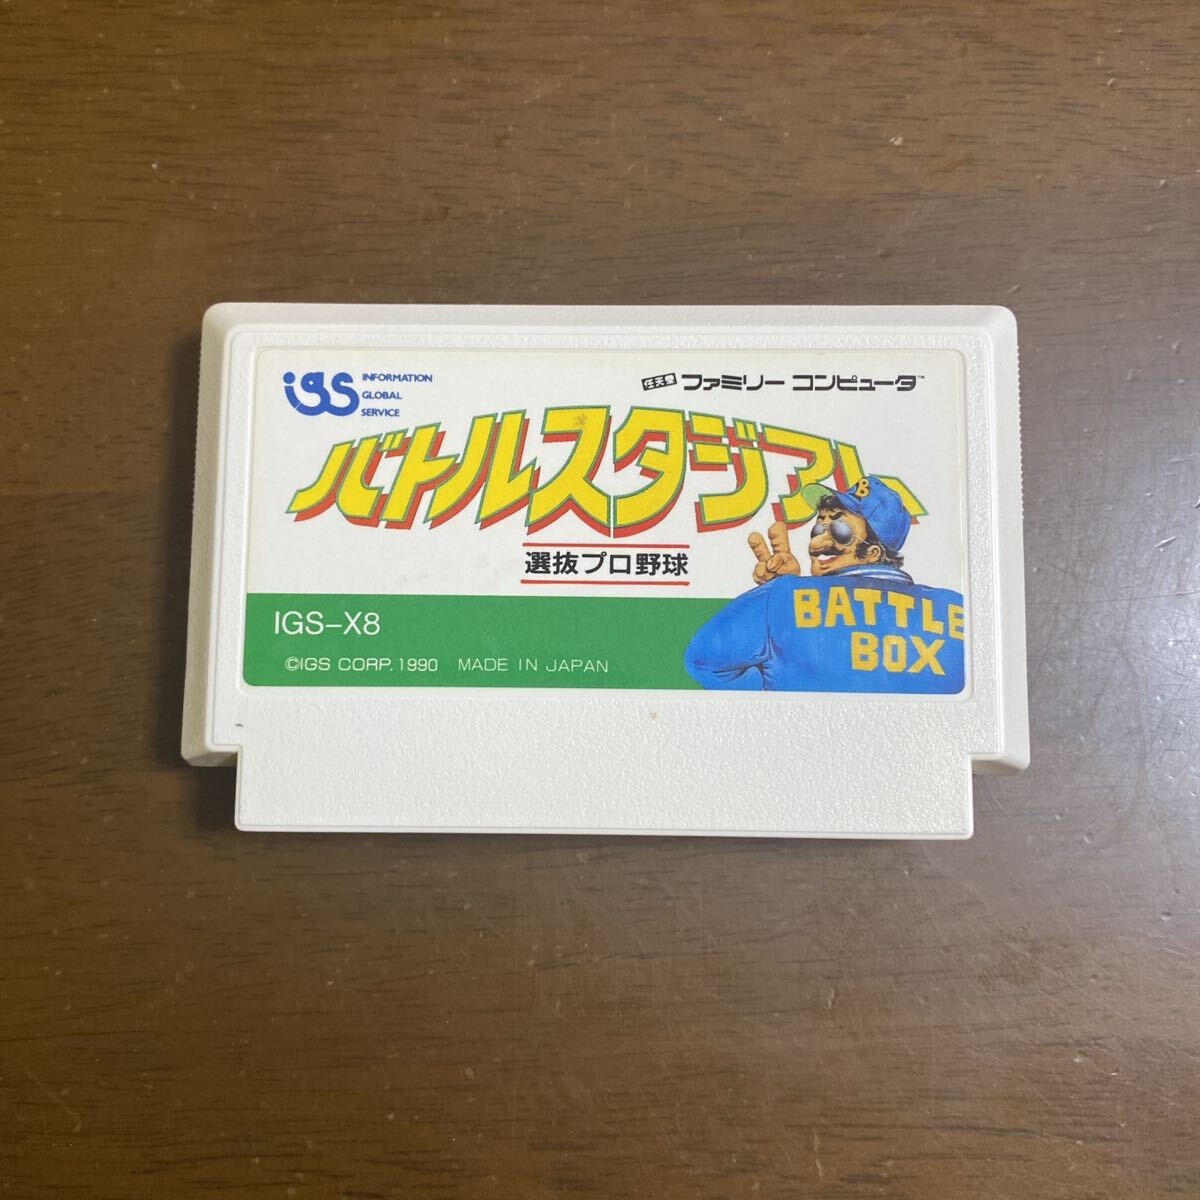 igs INFORMATION
GLOBAL
SERVICE
任天堂 ファミリー コンピュータ™
バトルスタジアム
選抜プロ野球
B
BATTLE
BOX
IGS-X8
©IGS CORP. 1990 MADE IN JAPAN